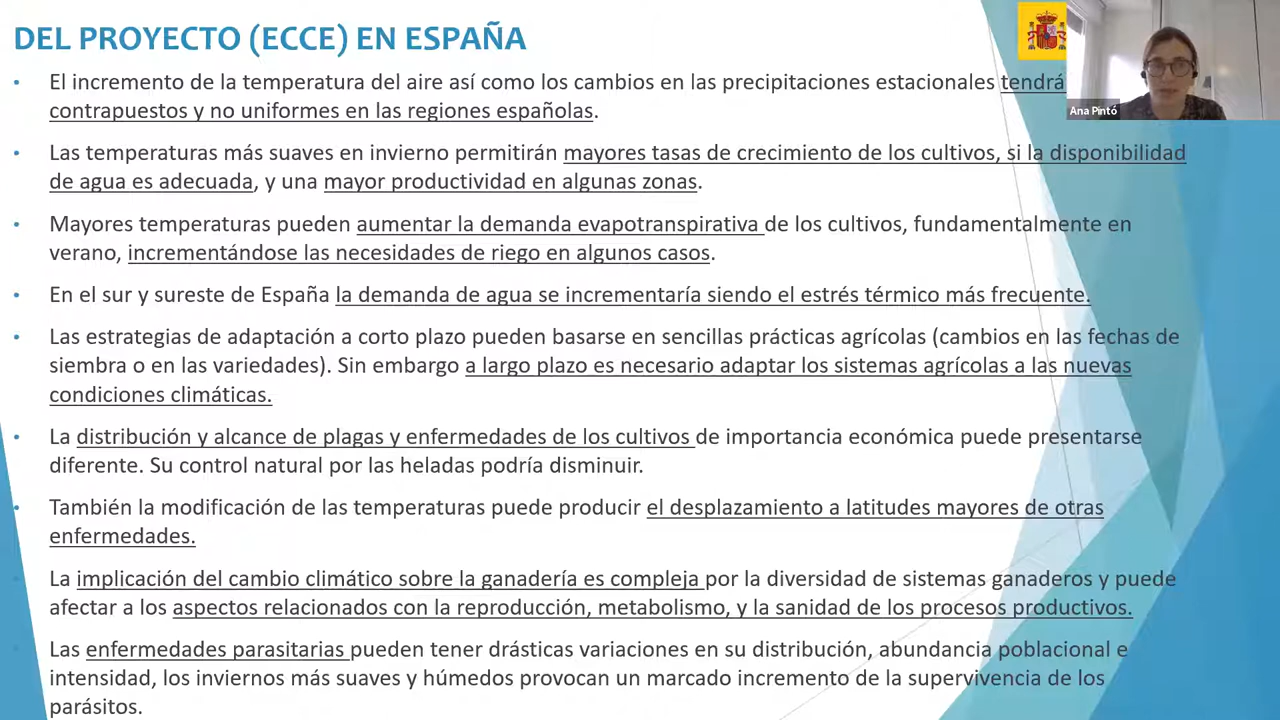 DEL PROYECTO (ECCE) EN ESPAÑA
• El incremento de la temperatura del aire así como los cambios en las precipitaciones estacionales
contrapuestos y no uniformes en las regiones españolas.
• Las temperaturas más suaves en invierno permitirán mayores tasas de crecimiento de los cultivos, si la disponibilidad
de agua es adecuada, y una mayor productividad en algunas zonas.
• Mayores temperaturas pueden aumentar la demanda evapotranspirativa de los cultivos, fundamentalmente en
verano, incrementándose las necesidades de riego en algunos casos.
• En el sur y sureste de España la demanda de agua se incrementaría siendo el estrés térmico más frecuente.
• Las estrategias de adaptación a corto plazo pueden basarse en sencillas prácticas agrícolas (cambios en las fechas de
siembra o en las variedades). Sin embargo a largo plazo es necesario adaptar los sistemas agrícolas a las nuevas
condiciones climáticas.
• La distribución y alcance de plagas y enfermedades de los cultivos de importancia económica puede presentarse
diferente. Su control natural por las heladas podría disminuir.
• También la modificación de las temperaturas puede producir el desplazamiento a latitudes mayores de otras
enfermedades.
La implicación del cambio climático sobre la ganadería es compleja por la diversidad de sistemas ganaderos y puede
afectar a los aspectos relacionados con la reproducción, metabolismo, y la sanidad de los procesos productivos.
Las enfermedades parasitarias pueden tener drásticas variaciones en su distribución, abundancia poblacional e
intensidad, los inviernos más suaves y húmedos provocan un marcado incremento de la supervivencia de los
parásitos.
Ana Pintó